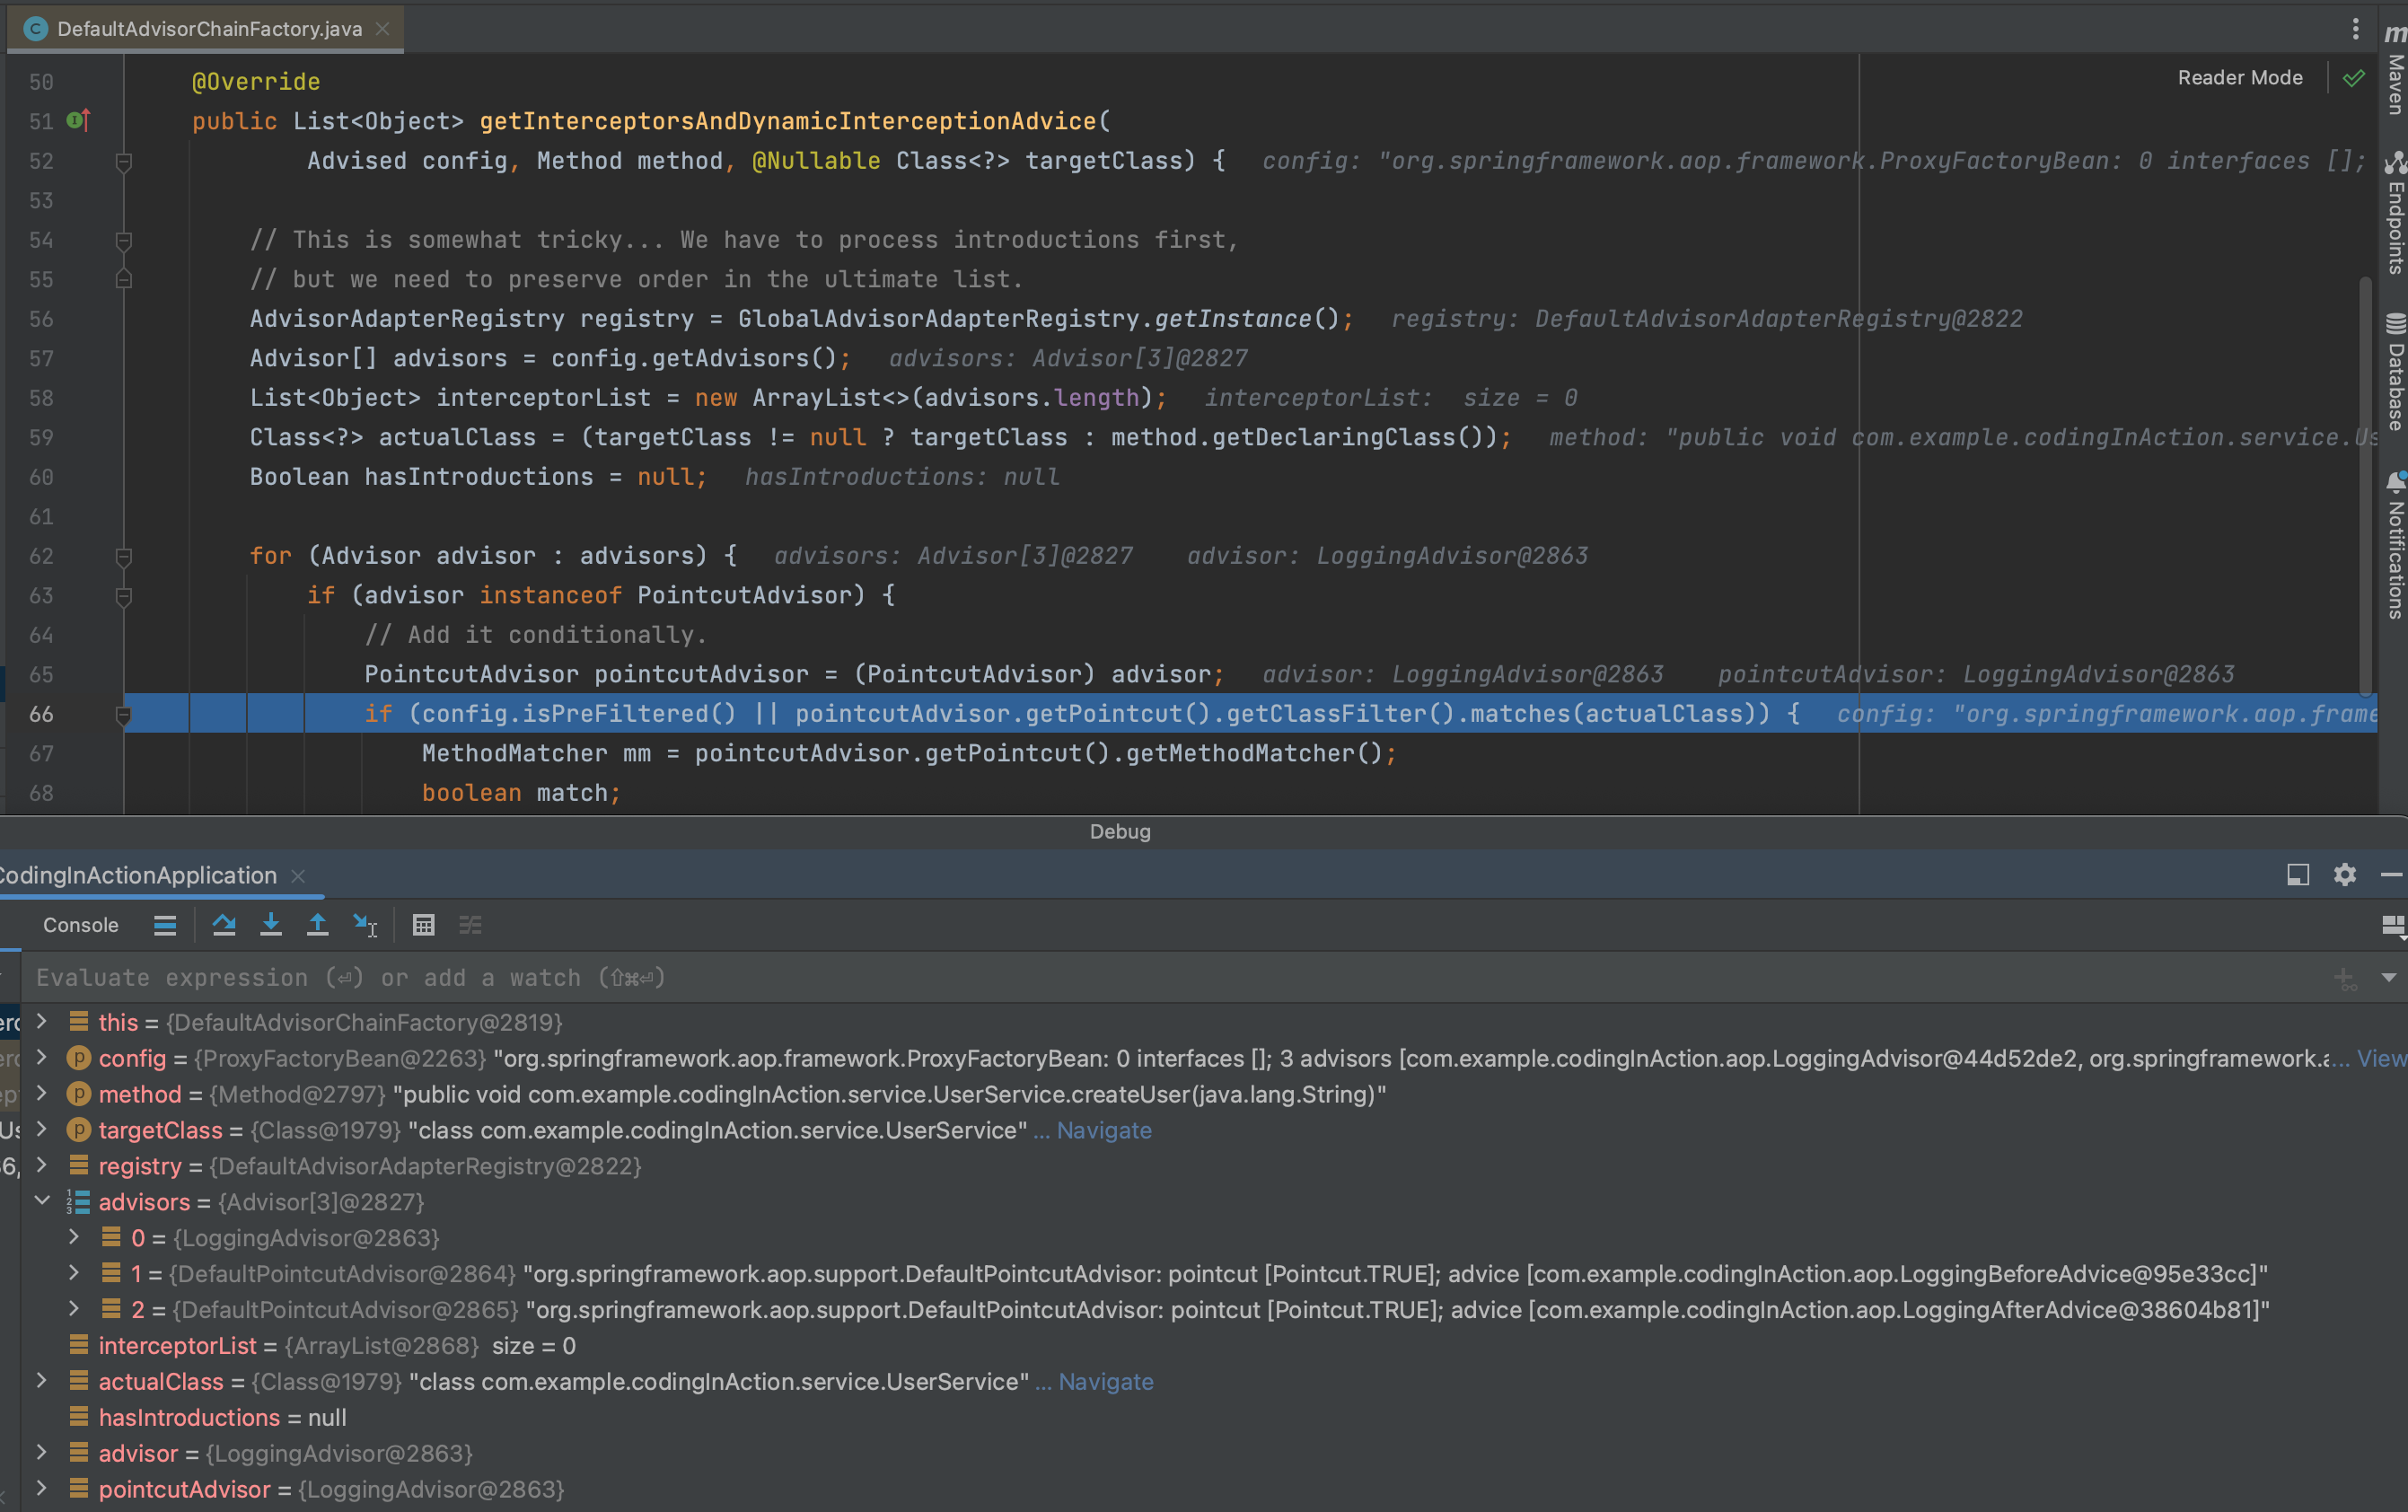 DefaultAdvisorChainFactory.java
Reader Mode
50 @Override
51 public List<Object> getInterceptorsAndDynamicInterceptionAdvice(
52 Advised config, Method method, @Nullable Class<?> targetClass) { config: "org.springframework.aop.framework.ProxyFactoryBean: 0 interfaces [];
53
54 // This is somewhat tricky... We have to process introductions first,
55 // but we need to preserve order in the ultimate list.
56 AdvisorAdapterRegistry registry = GlobalAdvisorAdapterRegistry.getInstance(); registry: DefaultAdvisorAdapterRegistry@2822
57 Advisor[] advisors = config.getAdvisors(); advisors: Advisor[3]@2827
58 List<Object> interceptorList = new ArrayList<>(advisors.length); interceptorList: size = 0
59 Class<?> actualClass = (targetClass != null ? targetClass : method.getDeclaringClass()); method: "public void com.example.codingInAction.service.Us
60 Boolean hasIntroductions = null; hasIntroductions: null
61
62 for (Advisor advisor : advisors) { advisors: Advisor[3]@2827 advisor: LoggingAdvisor@2863
63 if (advisor instanceof PointcutAdvisor) {
64 // Add it conditionally.
65 PointcutAdvisor pointcutAdvisor = (PointcutAdvisor) advisor; advisor: LoggingAdvisor@2863 pointcutAdvisor: LoggingAdvisor@2863
66 if (config.isPreFiltered() || pointcutAdvisor.getPointcut().getClassFilter().matches(actualClass)) { config: "org.springframework.aop.frame
67 MethodMatcher mm = pointcutAdvisor.getPointcut().getMethodMatcher();
68 boolean match;
m Maven
Endpoints
Database
Notifications
Debug
CodingInActionApplication
Console
Evaluate expression (⏎) or add a watch (⇧⌘⏎)
this = {DefaultAdvisorChainFactory@2819}
config = {ProxyFactoryBean@2263} "org.springframework.aop.framework.ProxyFactoryBean: 0 interfaces []; 3 advisors [com.example.codingInAction.aop.LoggingAdvisor@44d52de2, org.springframework.a... View
method = {Method@2797} "public void com.example.codingInAction.service.UserService.createUser(java.lang.String)"
targetClass = {Class@1979} "class com.example.codingInAction.service.UserService" ... Navigate
registry = {DefaultAdvisorAdapterRegistry@2822}
advisors = {Advisor[3]@2827}
0 = {LoggingAdvisor@2863}
1 = {DefaultPointcutAdvisor@2864} "org.springframework.aop.support.DefaultPointcutAdvisor: pointcut [Pointcut.TRUE]; advice [com.example.codingInAction.aop.LoggingBeforeAdvice@95e33cc]"
2 = {DefaultPointcutAdvisor@2865} "org.springframework.aop.support.DefaultPointcutAdvisor: pointcut [Pointcut.TRUE]; advice [com.example.codingInAction.aop.LoggingAfterAdvice@38604b81]"
interceptorList = {ArrayList@2868} size = 0
actualClass = {Class@1979} "class com.example.codingInAction.service.UserService" ... Navigate
hasIntroductions = null
advisor = {LoggingAdvisor@2863}
pointcutAdvisor = {LoggingAdvisor@2863}